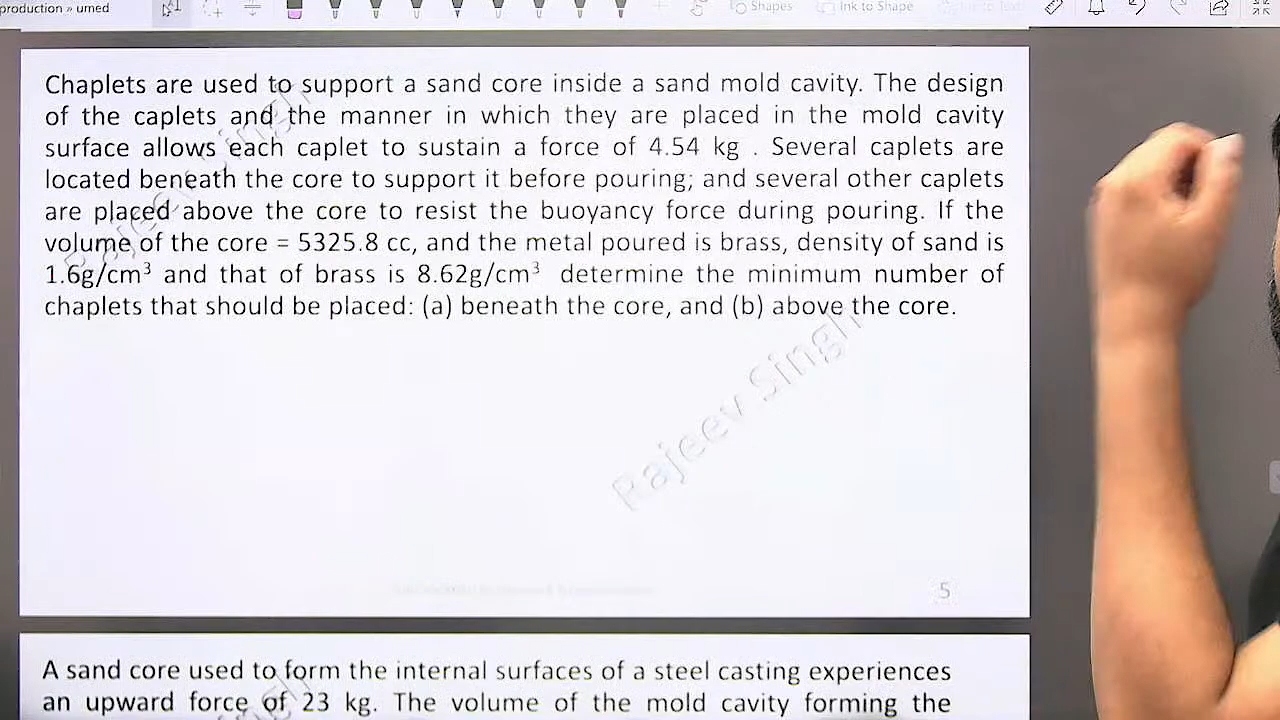 production » umed
Shapes
Ink to Shape
Chaplets are used to support a sand core inside a sand mold cavity. The design
of the caplets and the manner in which they are placed in the mold cavity
surface allows each caplet to sustain a force of 4.54 kg . Several caplets are
located beneath the core to support it before pouring; and several other caplets
are placed above the core to resist the buoyancy force during pouring. If the
volume of the core = 5325.8 cc, and the metal poured is brass, density of sand is
1.6g/cm³ and that of brass is 8.62g/cm³ determine the minimum number of
chaplets that should be placed: (a) beneath the core, and (b) above the core.
Rajeev Singh
Rajeev Singh
5
A sand core used to form the internal surfaces of a steel casting experiences
an upward force of 23 kg. The volume of the mold cavity forming the